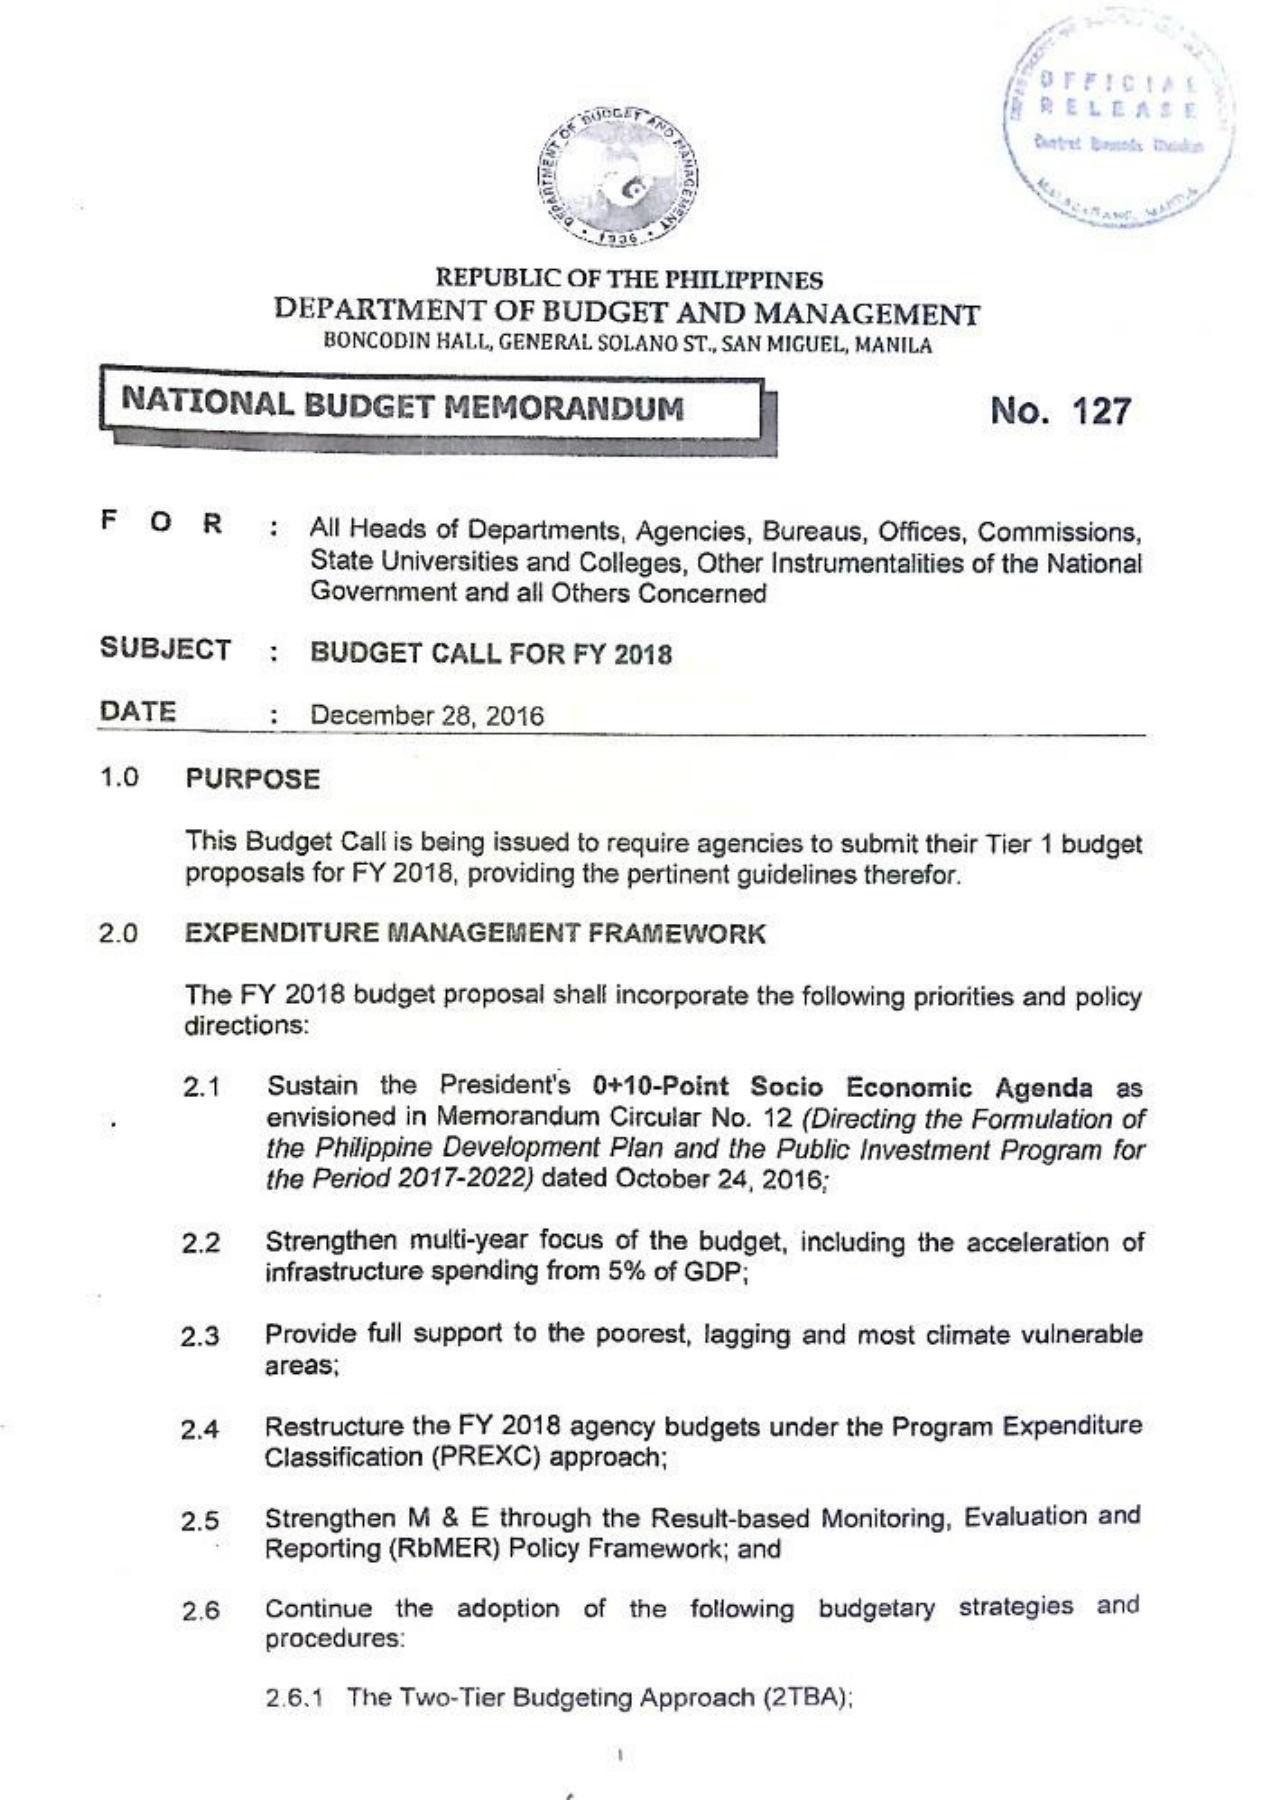 OFFICIAL
RELEASE
DEPARTMENT OF BUDGET AND MANAGEMENT
1936
REPUBLIC OF THE PHILIPPINES
DEPARTMENT OF BUDGET AND MANAGEMENT
BONCODIN HALL, GENERAL SOLANO ST., SAN MIGUEL, MANILA
NATIONAL BUDGET MEMORANDUM No. 127
F O R : All Heads of Departments, Agencies, Bureaus, Offices, Commissions,
State Universities and Colleges, Other Instrumentalities of the National
Government and all Others Concerned
SUBJECT : BUDGET CALL FOR FY 2018
DATE : December 28, 2016
1.0 PURPOSE
This Budget Call is being issued to require agencies to submit their Tier 1 budget
proposals for FY 2018, providing the pertinent guidelines therefor.
2.0 EXPENDITURE MANAGEMENT FRAMEWORK
The FY 2018 budget proposal shall incorporate the following priorities and policy
directions:
2.1 Sustain the President's 0+10-Point Socio Economic Agenda as
envisioned in Memorandum Circular No. 12 (Directing the Formulation of
the Philippine Development Plan and the Public Investment Program for
the Period 2017-2022) dated October 24, 2016;
2.2 Strengthen multi-year focus of the budget, including the acceleration of
infrastructure spending from 5% of GDP;
2.3 Provide full support to the poorest, lagging and most climate vulnerable
areas;
2.4 Restructure the FY 2018 agency budgets under the Program Expenditure
Classification (PREXC) approach;
2.5 Strengthen M & E through the Result-based Monitoring, Evaluation and
Reporting (RbMER) Policy Framework; and
2.6 Continue the adoption of the following budgetary strategies and
procedures:
2.6.1 The Two-Tier Budgeting Approach (2TBA);
1